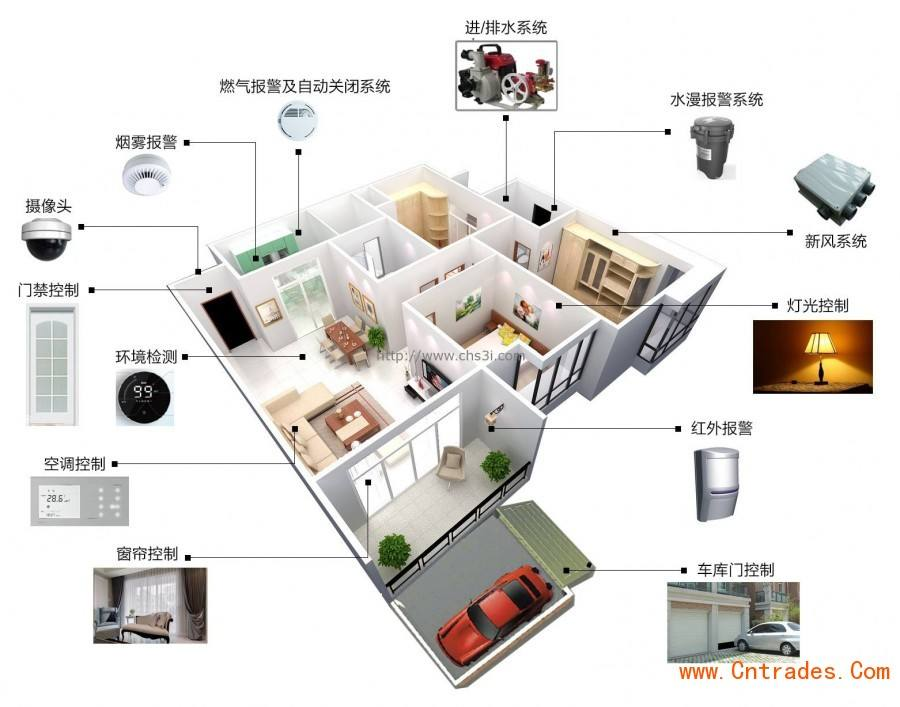 进/排水系统
燃气报警及自动关闭系统
水漫报警系统
烟雾报警
摄像头
新风系统
门禁控制
灯光控制
环境检测
99
http://www.chs3i.com
红外报警
空调控制
28.6
窗帘控制
车库门控制
www.Cntrades.Com